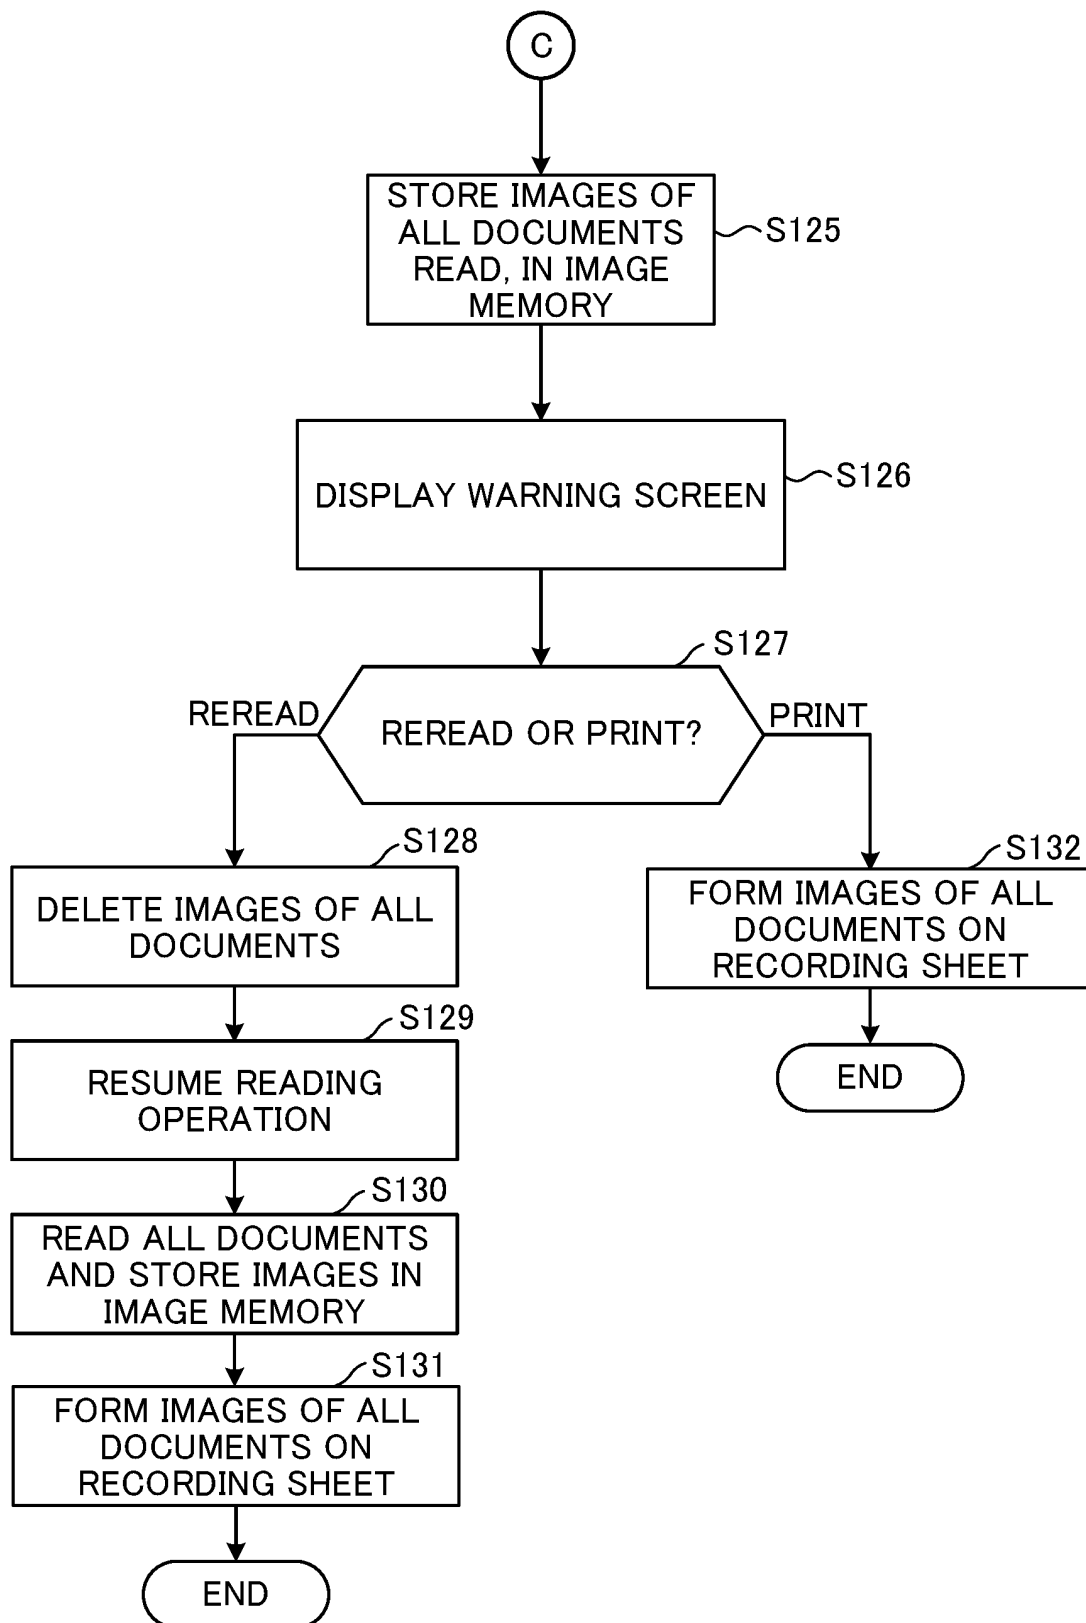 C
STORE IMAGES OF
ALL DOCUMENTS
READ, IN IMAGE
MEMORY
S125
DISPLAY WARNING SCREEN
S126
S127
REREAD
REREAD OR PRINT?
PRINT
S128
DELETE IMAGES OF ALL
DOCUMENTS
S132
FORM IMAGES OF ALL
DOCUMENTS ON
RECORDING SHEET
END
S129
RESUME READING
OPERATION
S130
READ ALL DOCUMENTS
AND STORE IMAGES IN
IMAGE MEMORY
S131
FORM IMAGES OF ALL
DOCUMENTS ON
RECORDING SHEET
END